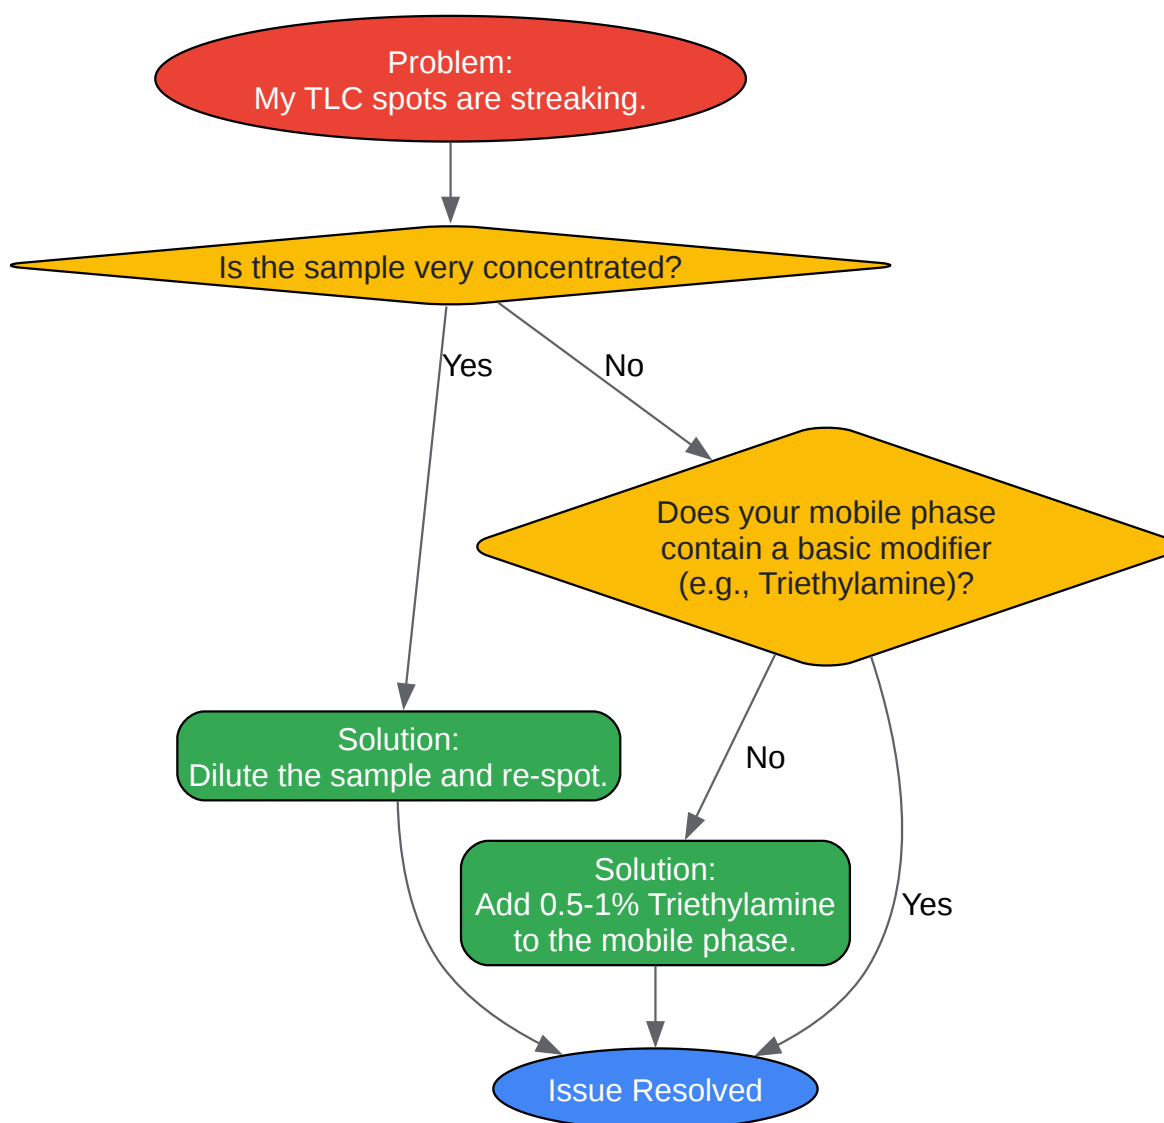 Problem:
My TLC spots are streaking.
Is the sample very concentrated?
Yes
No
Does your mobile phase
contain a basic modifier
(e.g., Triethylamine)?
Solution:
Dilute the sample and re-spot.
No
Solution:
Add 0.5-1% Triethylamine
to the mobile phase.
Yes
Issue Resolved